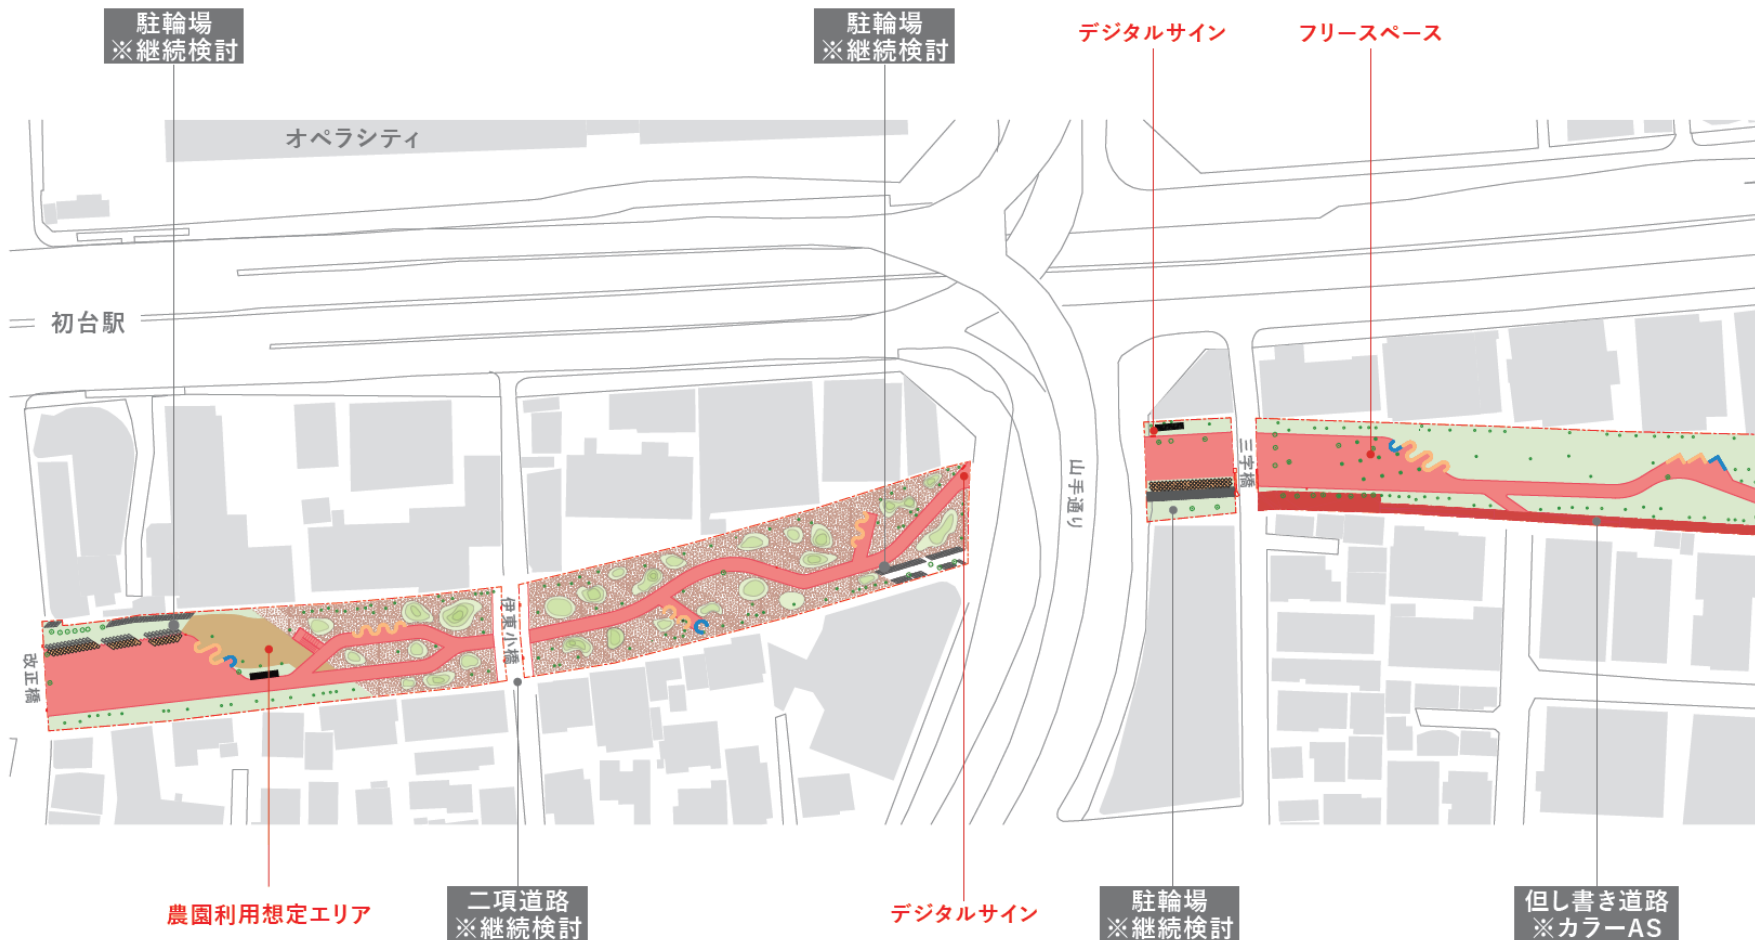 駐輪場
※継続検討
駐輪場
※継続検討
デジタルサイン
フリースペース
オペラシティ
初台駅
山手通り
三字橋
伊東小橋
改正橋
農園利用想定エリア
二項道路
※継続検討
デジタルサイン
駐輪場
※継続検討
但し書き道路
※カラーAS